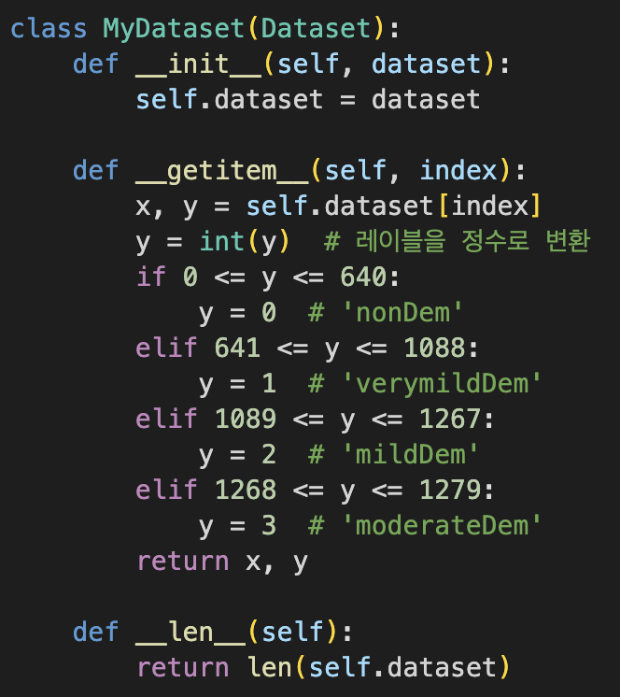 class MyDataset(Dataset):
    def __init__(self, dataset):
        self.dataset = dataset

    def __getitem__(self, index):
        x, y = self.dataset[index]
        y = int(y)  # 레이블을 정수로 변환
        if 0 <= y <= 640:
            y = 0  # 'nonDem'
        elif 641 <= y <= 1088:
            y = 1  # 'verymildDem'
        elif 1089 <= y <= 1267:
            y = 2  # 'mildDem'
        elif 1268 <= y <= 1279:
            y = 3  # 'moderateDem'
        return x, y

    def __len__(self):
        return len(self.dataset)